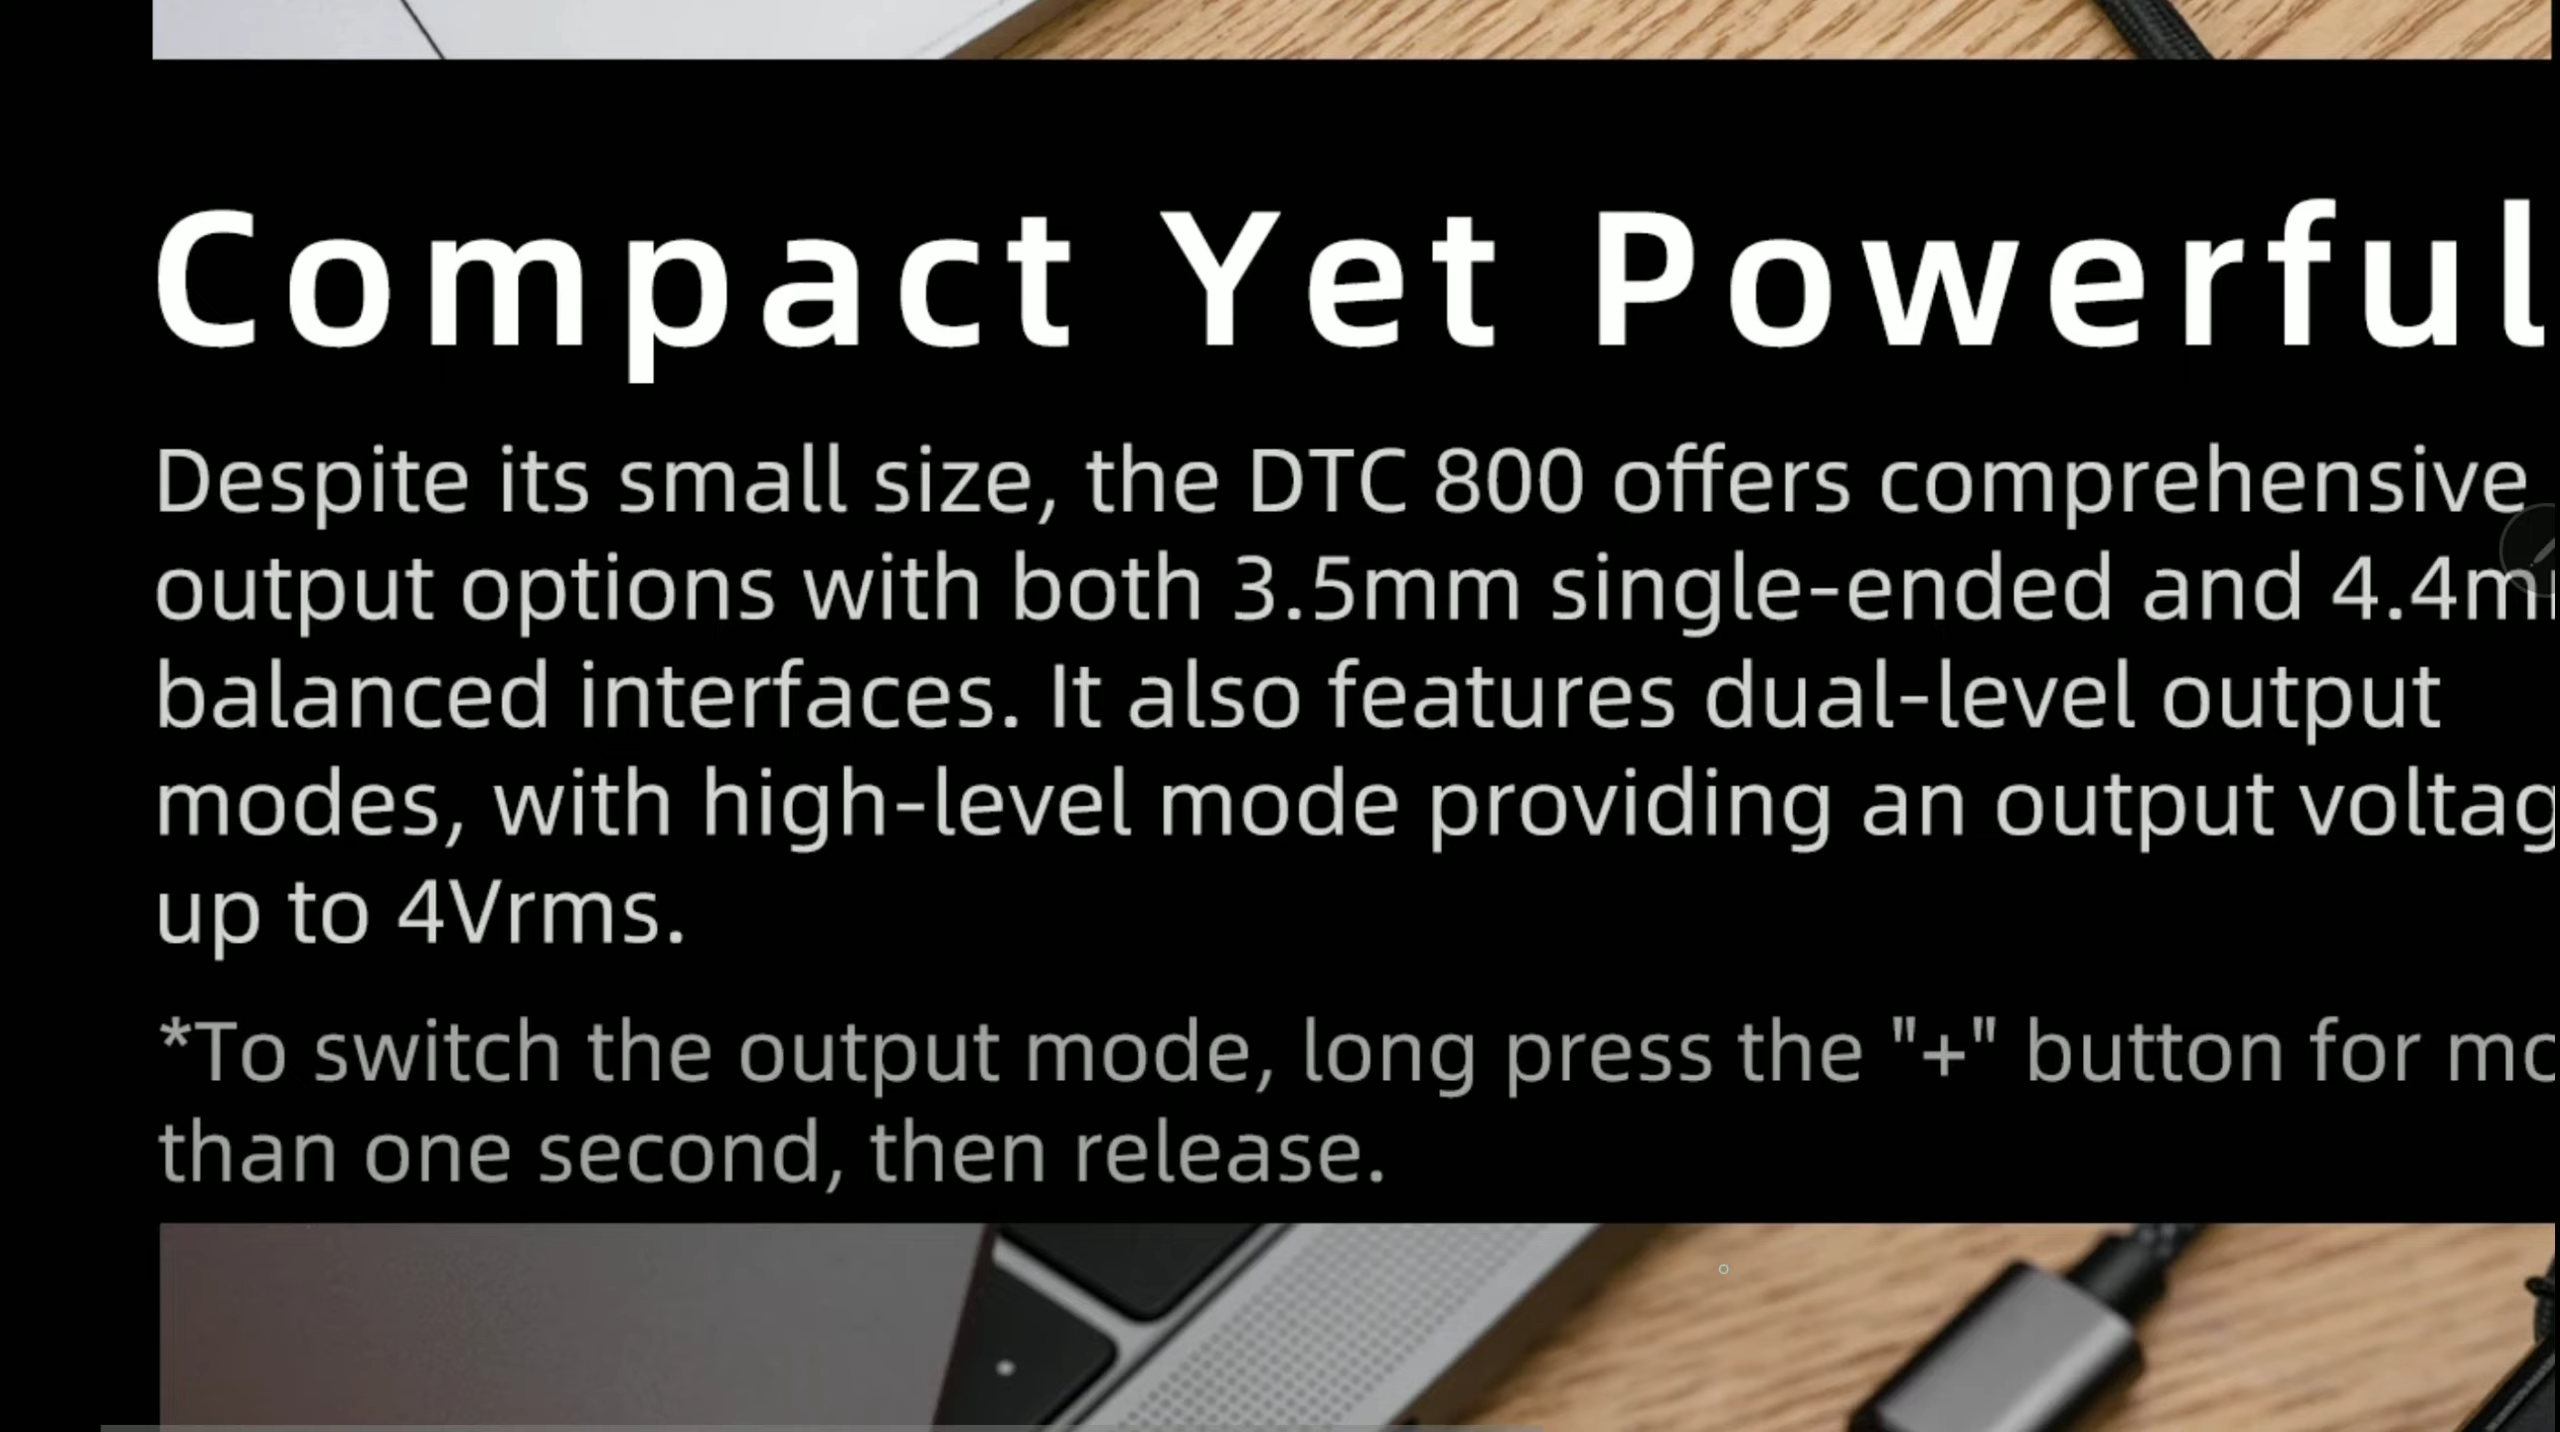 Compact Yet Powerful
Despite its small size, the DTC 800 offers comprehensive
output options with both 3.5mm single-ended and
balanced interfaces. It also features dual-level output
modes, with high-level mode providing an output
up to 4Vrms.
*To switch the output mode, long press the "+" button for
than one second, then release.